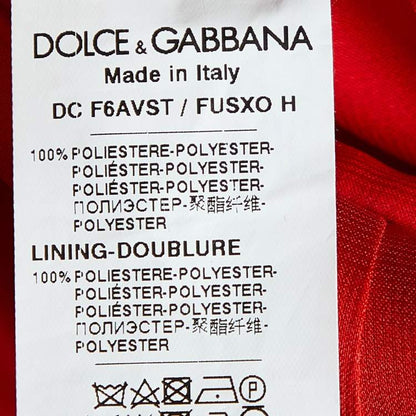 DOLCE & GABBANA
Made in Italy
DC F6AVST / FUSXO H
100% POLIESTERE-POLYESTER-
POLIÉSTER-POLYESTER-
POLIÉSTER-POLYESTER-
ПОЛИЭСТЕР-聚酯纤维-
POLYESTER
LINING-DOUBLURE
100% POLIESTERE-POLYESTER-
POLIÉSTER-POLYESTER-
POLIÉSTER-POLYESTER-
ПОЛИЭСТЕР-聚酯纤维-
POLYESTER
P